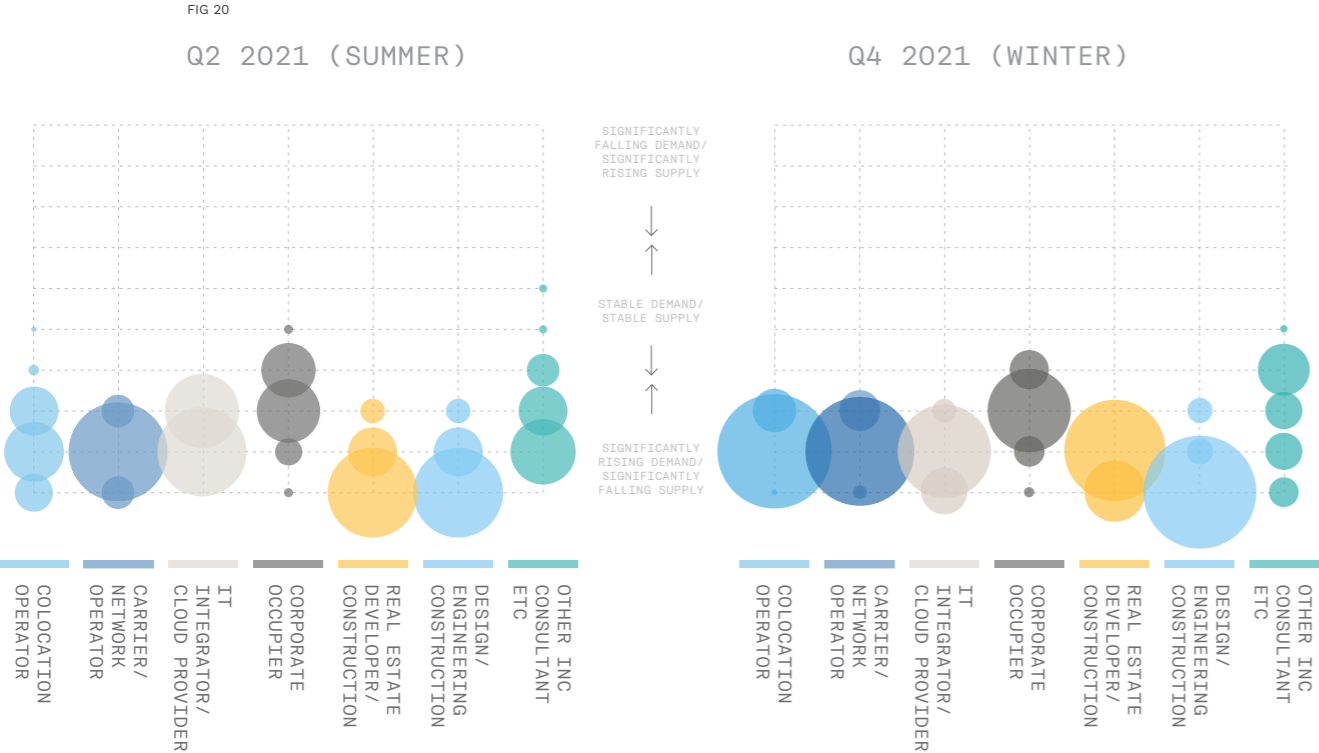 FIG 20
Q2 2021 (SUMMER)
Q4 2021 (WINTER)
SIGNIFICANTLY
FALLING DEMAND/
SIGNIFICANTLY
RISING SUPPLY
STABLE DEMAND/
STABLE SUPPLY
SIGNIFICANTLY
RISING DEMAND/
SIGNIFICANTLY
FALLING SUPPLY
COLOCATION
OPERATOR
CARRIER/
NETWORK
OPERATOR
IT
INTEGRATOR/
CLOUD PROVIDER
CORPORATE
OCCUPIER
REAL ESTATE
DEVELOPER/
CONSTRUCTION
DESIGN/
ENGINEERING
CONSTRUCTION
OTHER INC
CONSULTANT
ETC
COLOCATION
OPERATOR
CARRIER/
NETWORK
OPERATOR
IT
INTEGRATOR/
CLOUD PROVIDER
CORPORATE
OCCUPIER
REAL ESTATE
DEVELOPER/
CONSTRUCTION
DESIGN/
ENGINEERING
CONSTRUCTION
OTHER INC
CONSULTANT
ETC